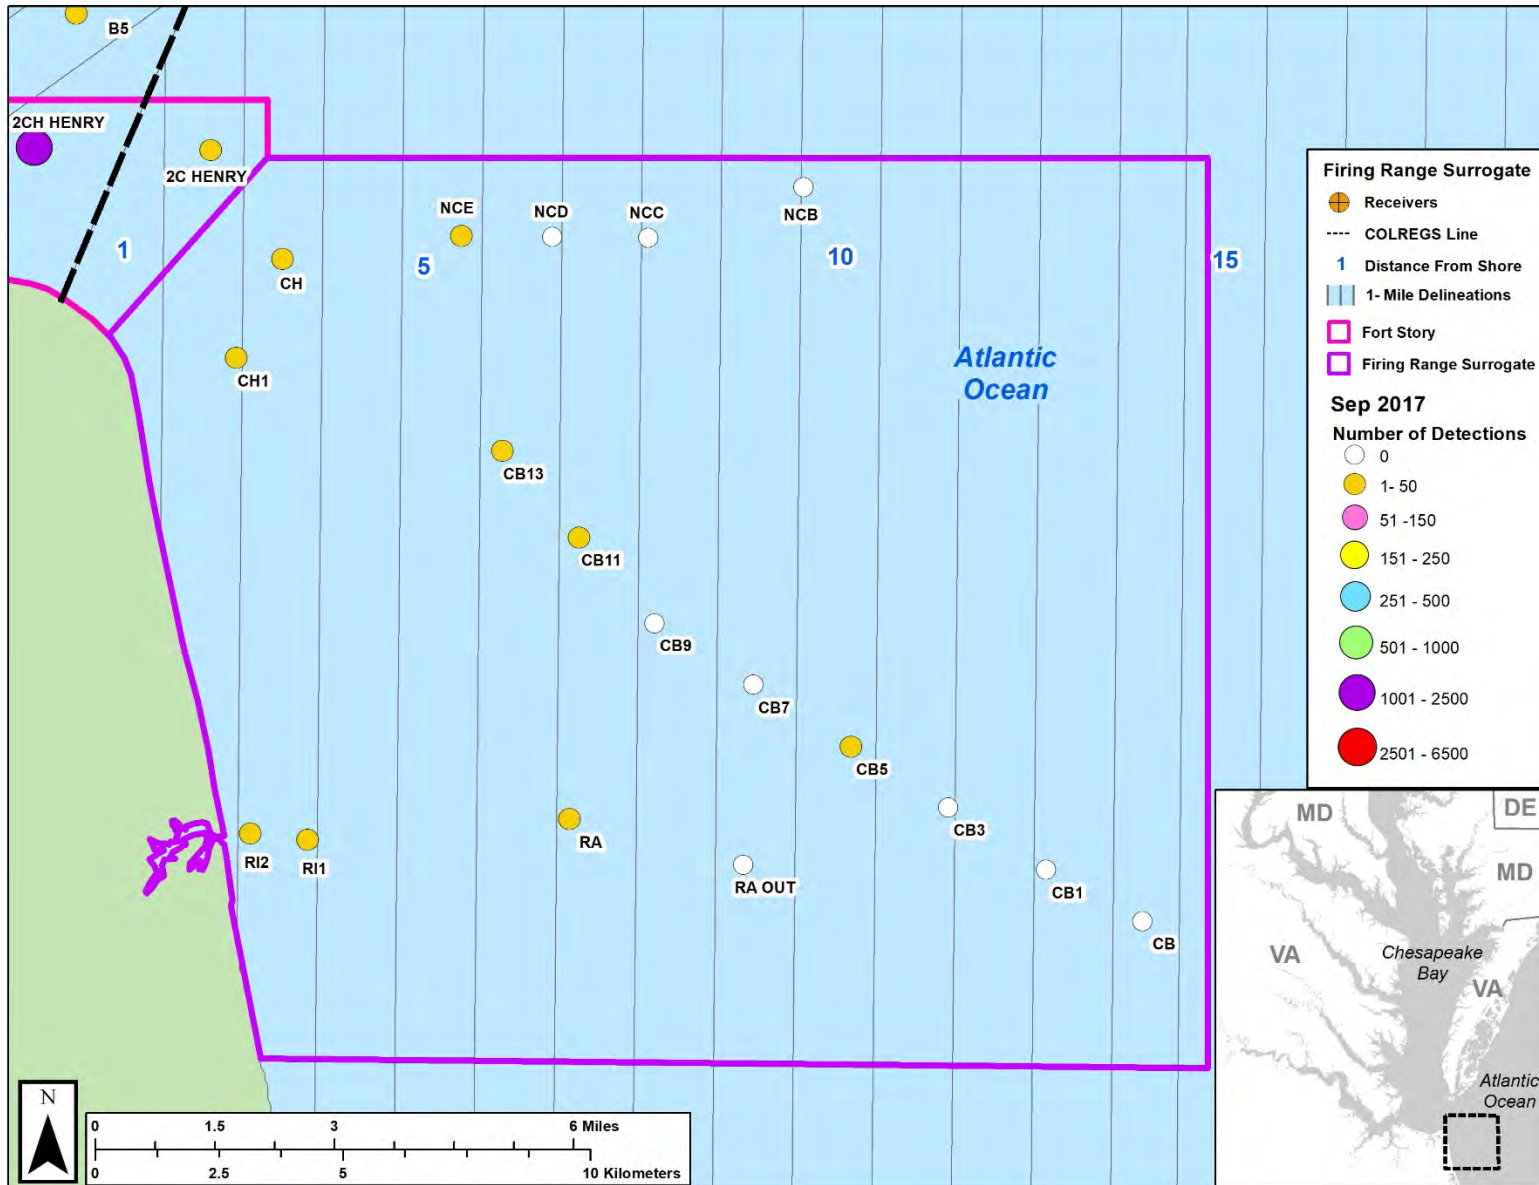 B5
2CH HENRY
2C HENRY
1
CH
5
NCE
NCD
NCC
NCB
10
15
CH1
Atlantic
Ocean
CB13
CB11
CB9
CB7
CB5
CB3
CB1
CB
RI2
RI1
RA
RA OUT
Firing Range Surrogate
Receivers
COLREGS Line
1 Distance From Shore
1- Mile Delineations
Fort Story
Firing Range Surrogate
Sep 2017
Number of Detections
0
1- 50
51 -150
151 - 250
251 - 500
501 - 1000
1001 - 2500
2501 - 6500
MD
DE
MD
VA
Chesapeake
Bay
VA
Atlantic
Ocean
N
0 1.5 3 6 Miles
0 2.5 5 10 Kilometers